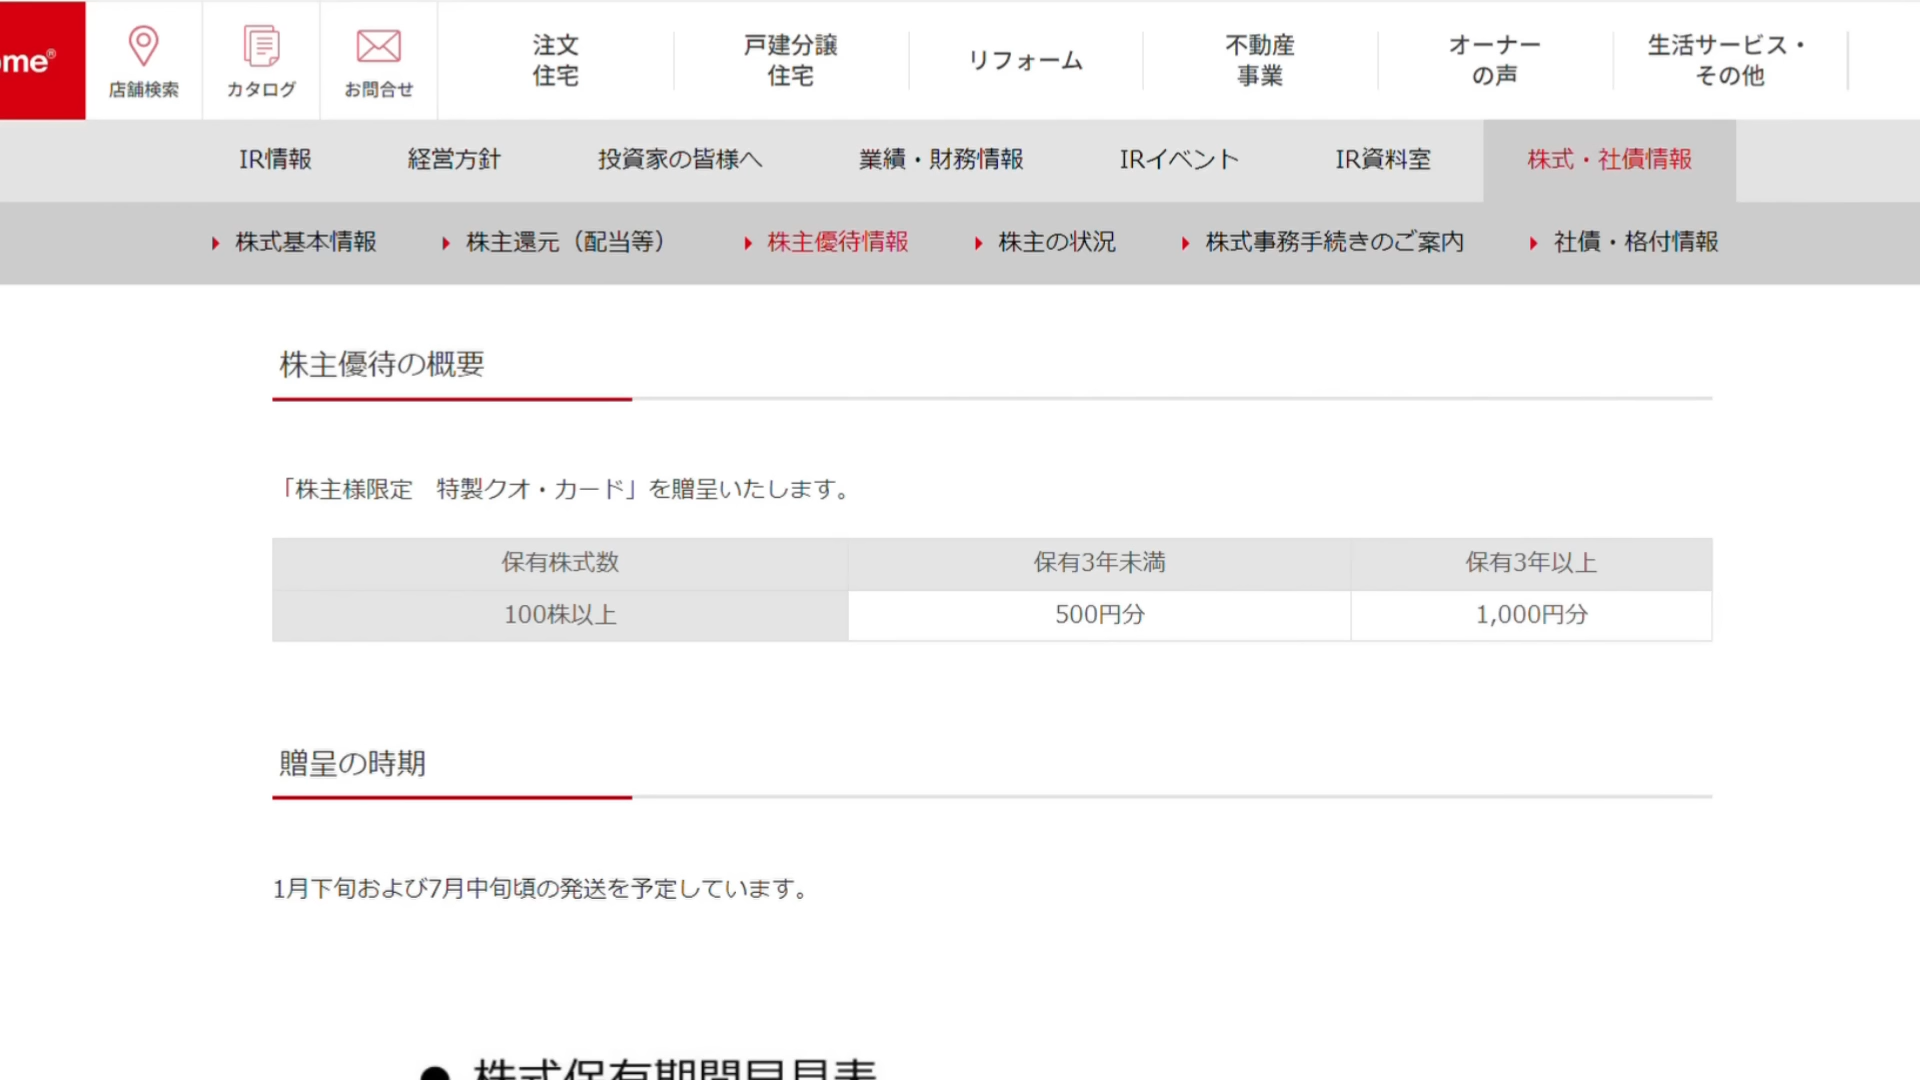 ome®
店舗検索
カタログ
お問合せ
注文
住宅
戸建分譲
住宅
リフォーム
不動産
事業
オーナー
の声
生活サービス・
その他
IR情報
経営方針
投資家の皆様へ
業績・財務情報
IRイベント
IR資料室
株式・社債情報
株式基本情報
株主還元（配当等）
株主優待情報
株主の状況
株式事務手続きのご案内
社債・格付情報
株主優待の概要
「株主様限定　特製クオ・カード」を贈呈いたします。
保有株式数 保有3年未満 保有3年以上
100株以上 500円分 1,000円分
贈呈の時期
1月下旬および7月中旬頃の発送を予定しています。
● 株式保有期間早見表